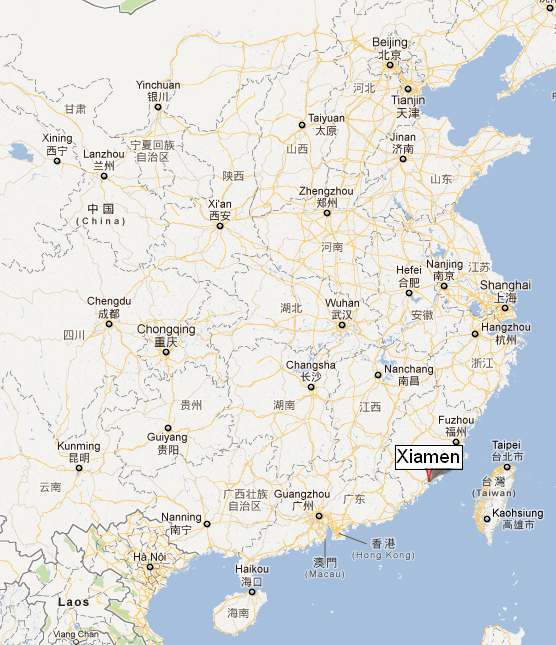 Beijing
北京
Yinchuan
银川
河北
甘肃
Tianjin
天津
Taiyuan
太原
Xining
西宁
宁夏回族
自治区
Jinan
济南
Lanzhou
兰州
山西
陕西
山东
Zhengzhou
郑州
中国
(China)
Xi'an
西安
河南
Hefei
合肥
Nanjing
南京
江苏
Shanghai
上海
Chengdu
成都
湖北
Wuhan
武汉
安徽
Chongqing
重庆
Hangzhou
杭州
四川
浙江
Changsha
长沙
Nanchang
南昌
贵州
湖南
江西
Guiyang
贵阳
Fuzhou
福州
Kunming
昆明
Xiamen
Taipei
台北市
台灣
(Taiwan)
云南
广西壮族
自治区
Guangzhou
广州
广东
Nanning
南宁
Kaohsiung
高雄市
香港
(Hong Kong)
Hà Nội
澳門
(Macau)
Haikou
海口
Laos
海南
Viang Chan